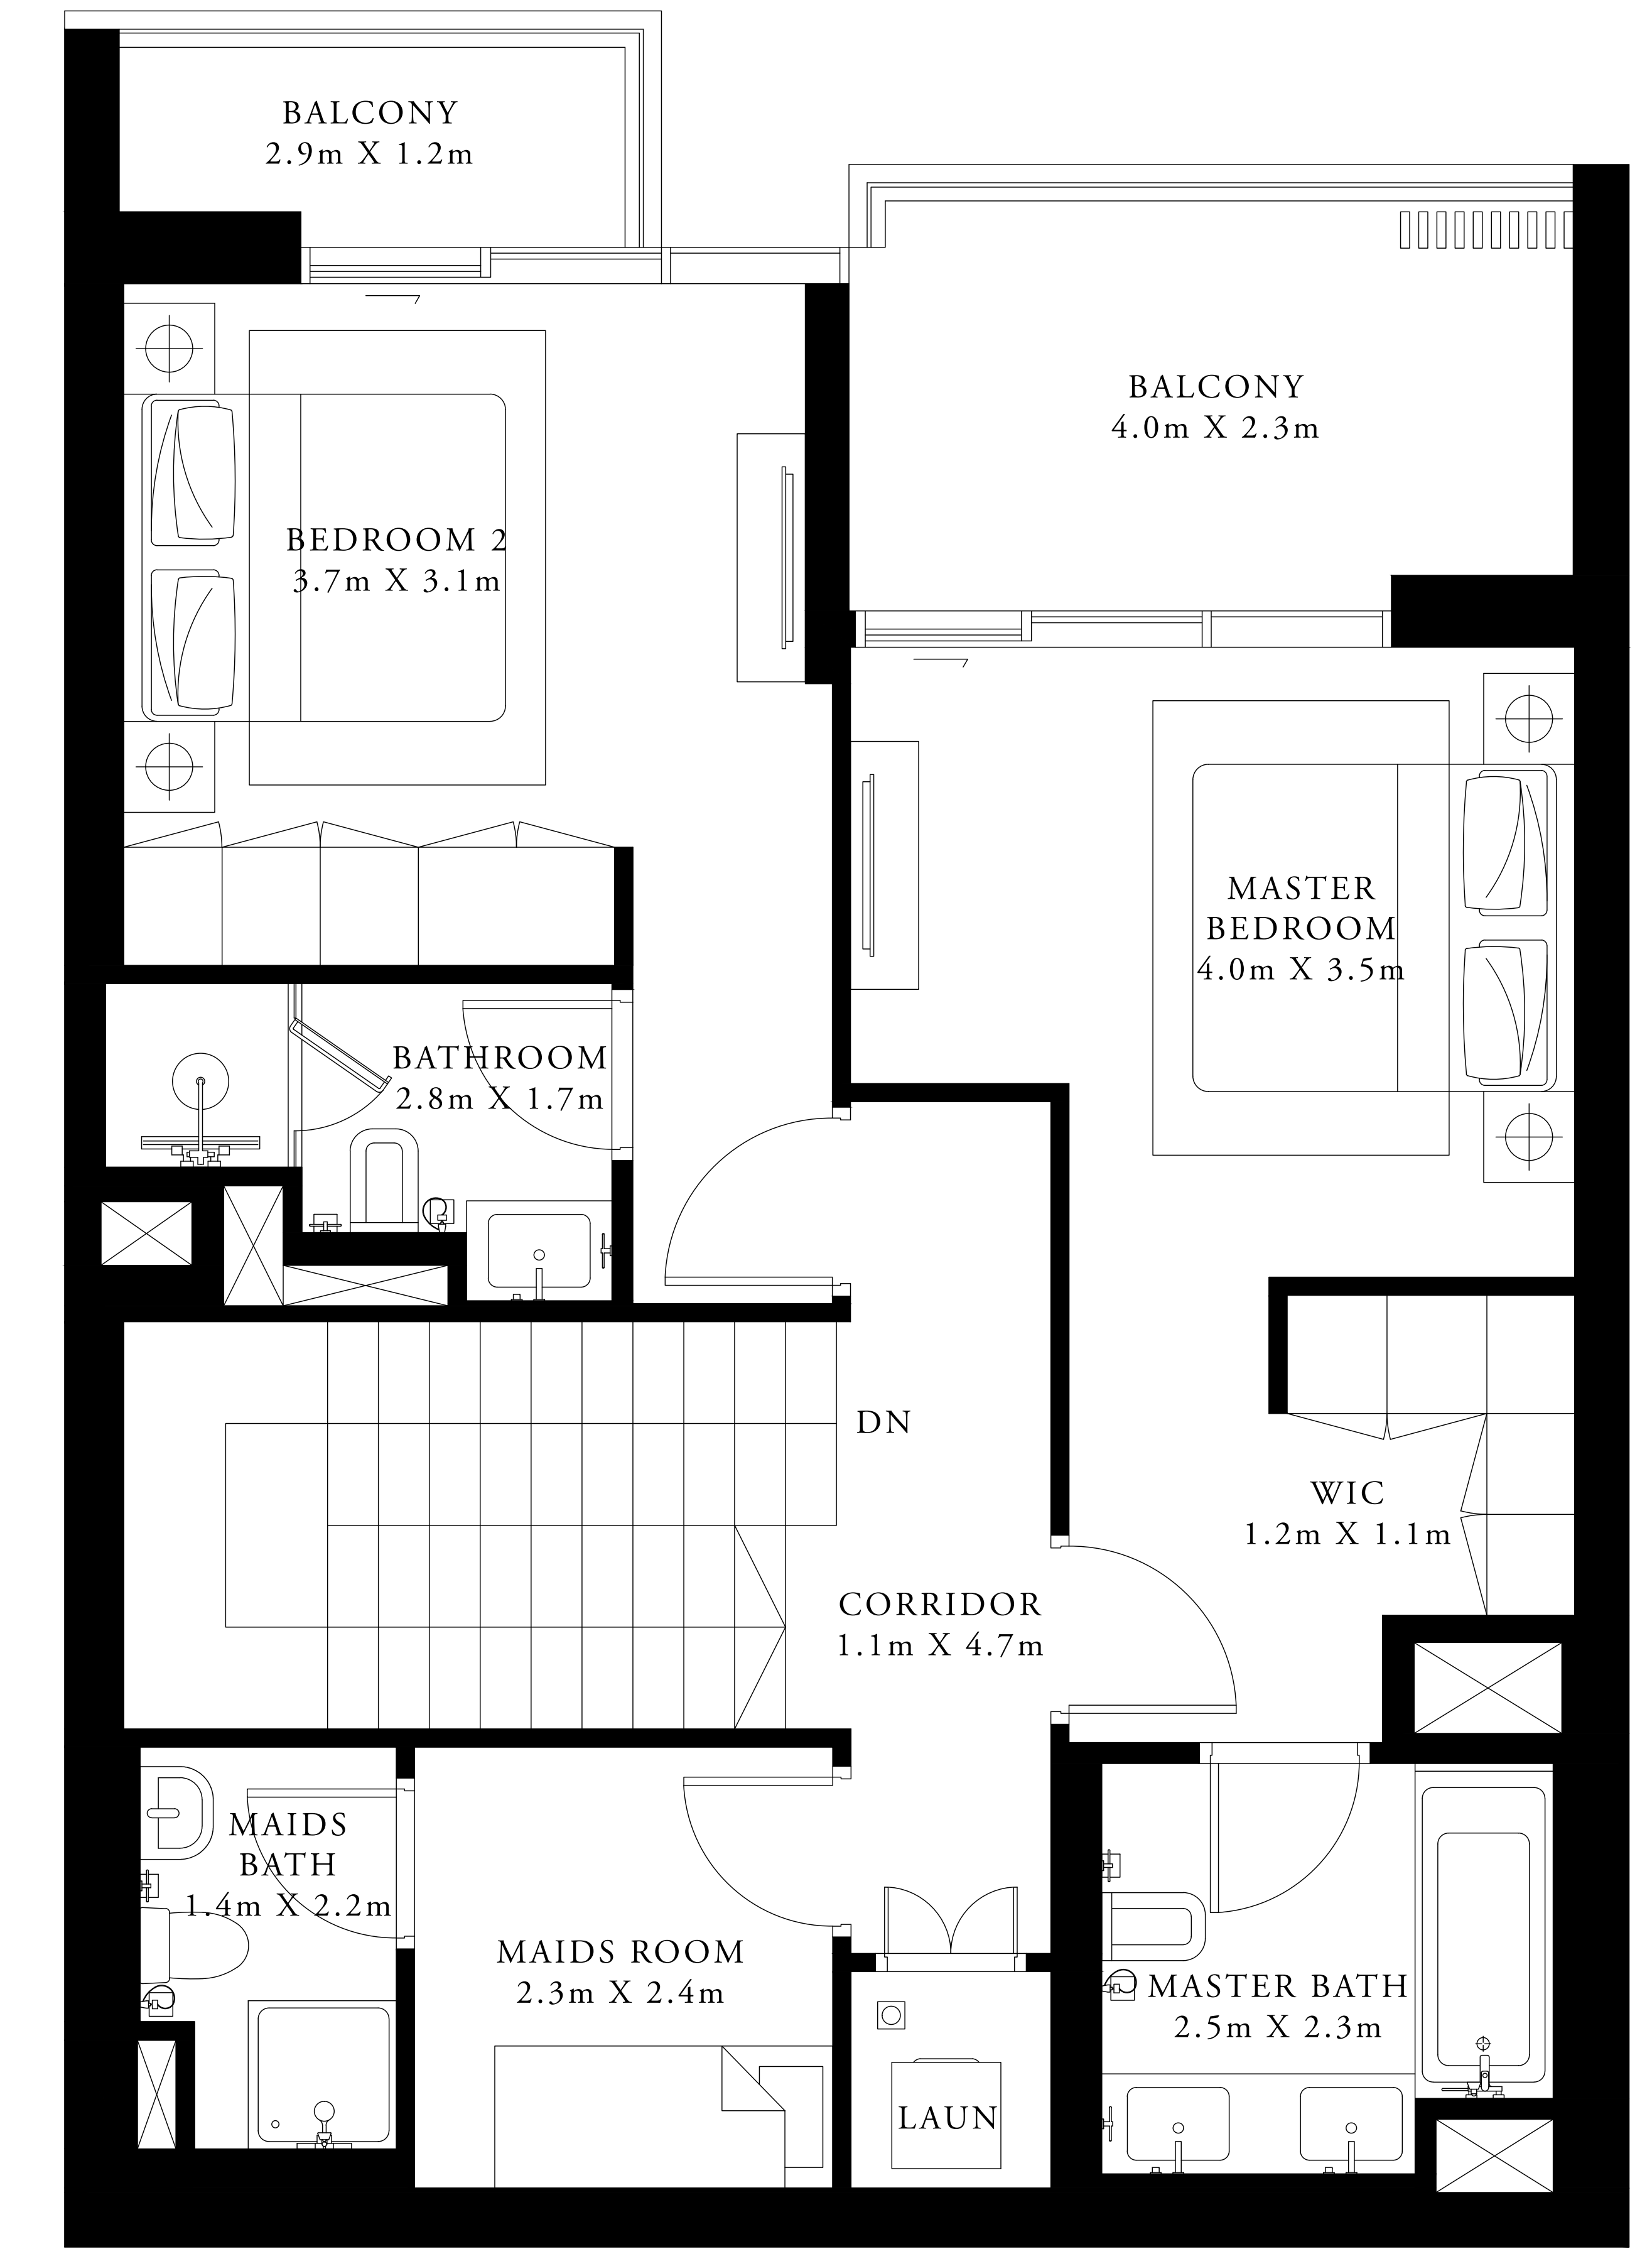 BALCONY
2.9m X 1.2m
BALCONY
4.0m X 2.3m
BEDROOM 2
3.7m X 3.1m
MASTER
BEDROOM
4.0m X 3.5m
BATHROOM
2.8m X 1.7m
DN
WIC
1.2m X 1.1m
CORRIDOR
1.1m X 4.7m
MAIDS
BATH
1.4m X 2.2m
MAIDS ROOM
2.3m X 2.4m
MASTER BATH
2.5m X 2.3m
LAUN